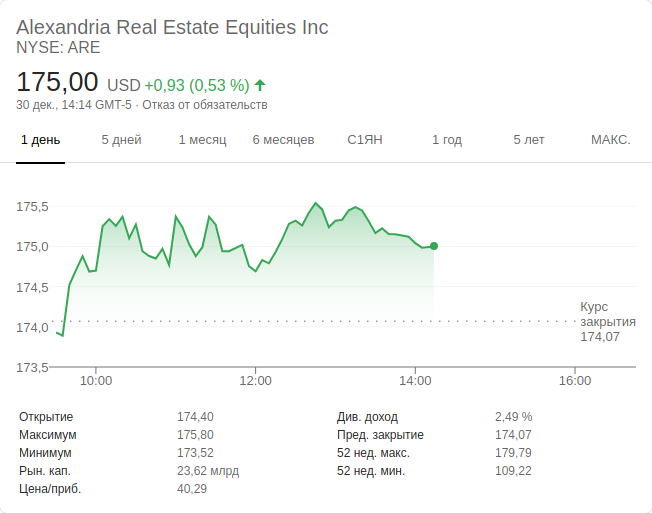 Alexandria Real Estate Equities Inc
NYSE: ARE
175,00 USD +0,93 (0,53 %)
30 дек., 14:14 GMT-5 · Отказ от обязательств
1 день 5 дней 1 месяц 6 месяцев С1ЯН 1 год 5 лет МАКС.
175,5
175,0
174,5
174,0
173,5
Курс
закрытия
174,07
10:00 12:00 14:00 16:00
Открытие 174,40 Див. доход 2,49 %
Максимум 175,80 Пред. закрытие 174,07
Минимум 173,52 52 нед. макс. 179,79
Рын. кап. 23,62 млрд 52 нед. мин. 109,22
Цена/приб. 40,29